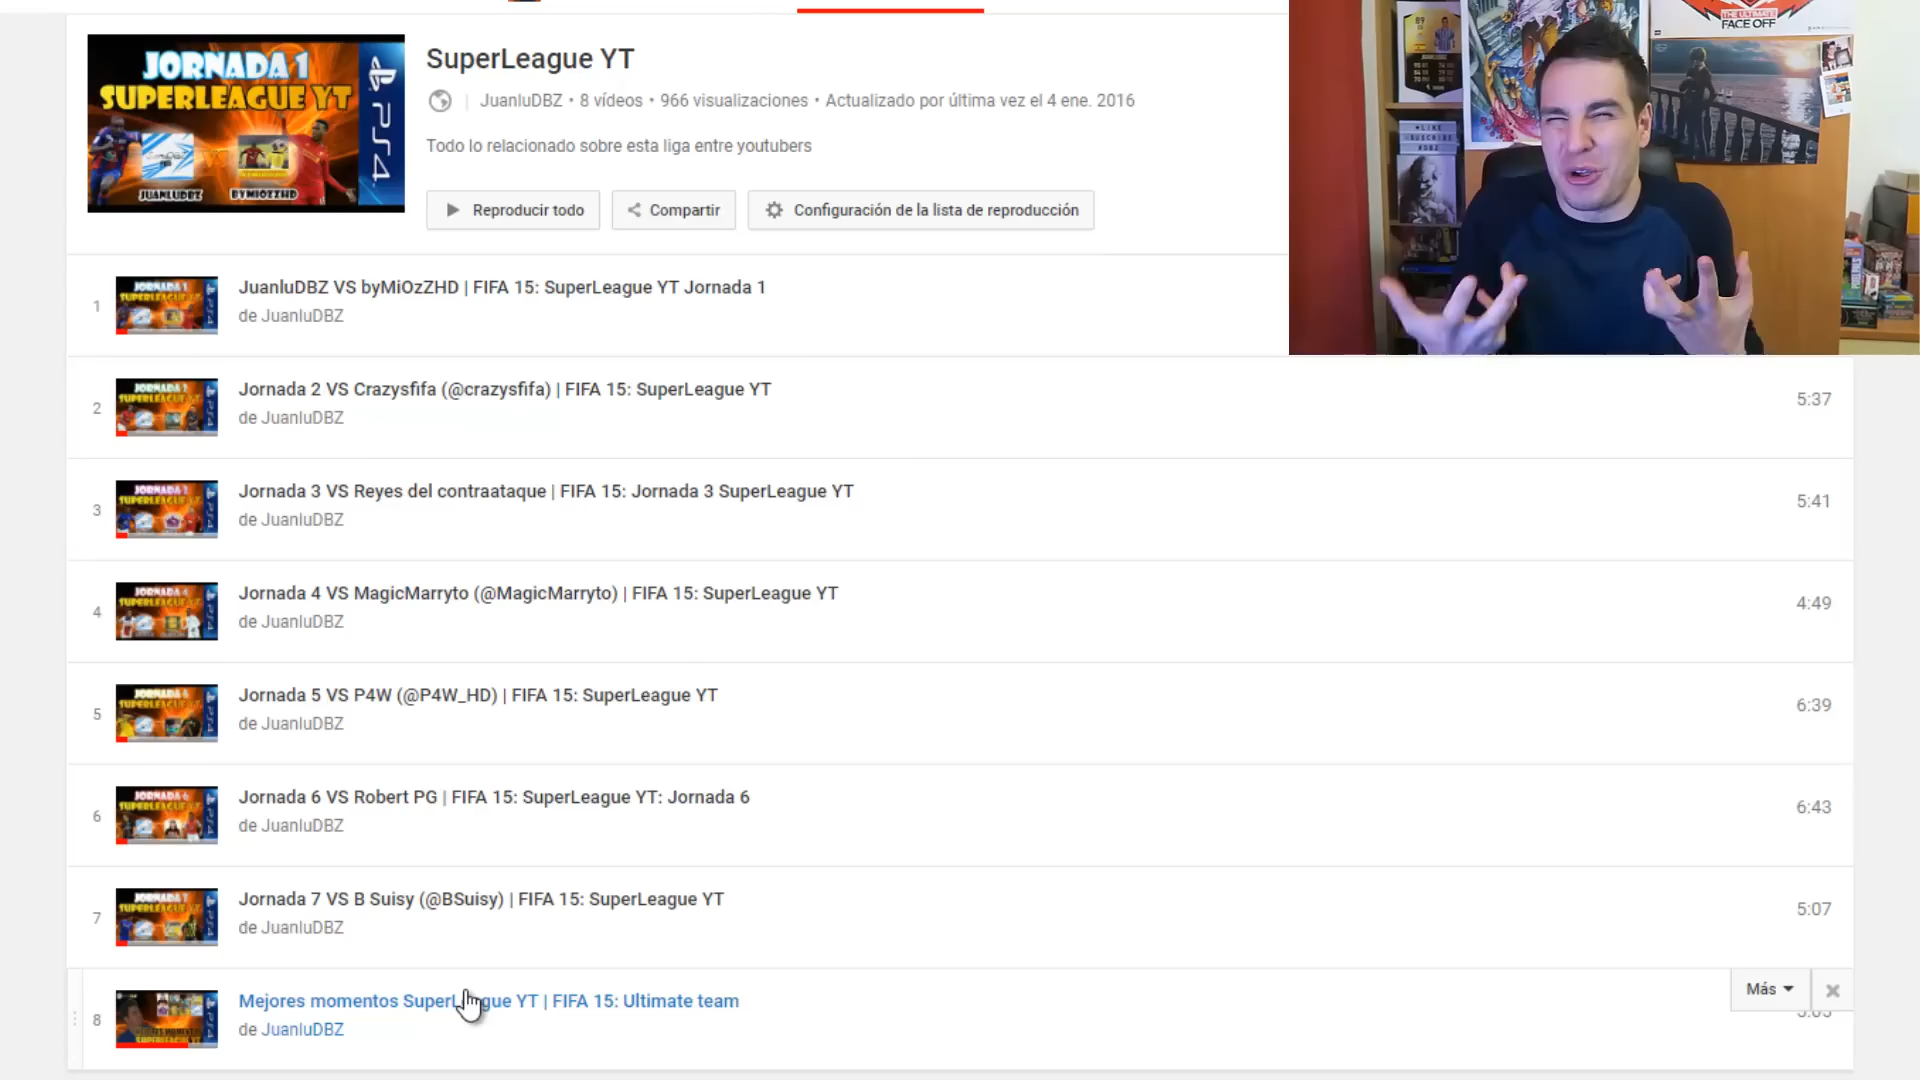 JORNADA 1
SUPERLEAGUE YT
PS4
JUANLUDBZ
BYMIOZZHD
SuperLeague YT
JuanluDBZ • 8 vídeos • 966 visualizaciones • Actualizado por última vez el 4 ene. 2016
Todo lo relacionado sobre esta liga entre youtubers
Reproducir todo
Compartir
Configuración de la lista de reproducción
THE ULTIMATE
FACE OFF
89
1
JuanluDBZ VS byMiOzZHD | FIFA 15: SuperLeague YT Jornada 1
de JuanluDBZ
2
Jornada 2 VS Crazysfifa (@crazysfifa) | FIFA 15: SuperLeague YT
de JuanluDBZ
5:37
3
Jornada 3 VS Reyes del contraataque | FIFA 15: Jornada 3 SuperLeague YT
de JuanluDBZ
5:41
4
Jornada 4 VS MagicMarryto (@MagicMarryto) | FIFA 15: SuperLeague YT
de JuanluDBZ
4:49
5
Jornada 5 VS P4W (@P4W_HD) | FIFA 15: SuperLeague YT
de JuanluDBZ
6:39
6
Jornada 6 VS Robert PG | FIFA 15: SuperLeague YT: Jornada 6
de JuanluDBZ
6:43
7
Jornada 7 VS B Suisy (@BSuisy) | FIFA 15: SuperLeague YT
de JuanluDBZ
5:07
8
Mejores momentos SuperLeague YT | FIFA 15: Ultimate team
de JuanluDBZ
Más